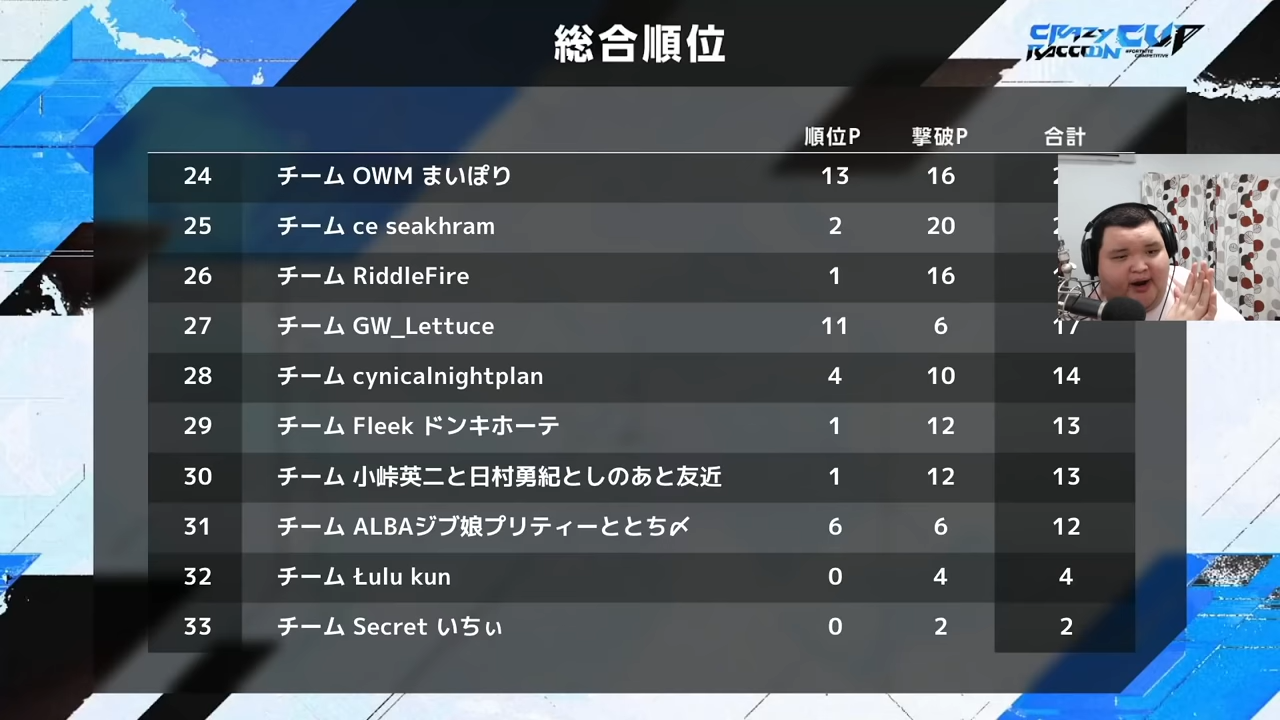 総合順位
CRAZY RACCOON CUP
順位P 撃破P 合計
24 チーム OWM まいぽり 13 16
25 チーム ce seakhram 2 20
26 チーム RiddleFire 1 16
27 チーム GW_Lettuce 11 6 17
28 チーム cynicalnightplan 4 10 14
29 チーム Fleek ドンキホーテ 1 12 13
30 チーム 小峠英二と日村勇紀としのあと友近 1 12 13
31 チーム ALBAジブ娘プリティーととち〆 6 6 12
32 チーム Łulu kun 0 4 4
33 チーム Secret いちぃ 0 2 2